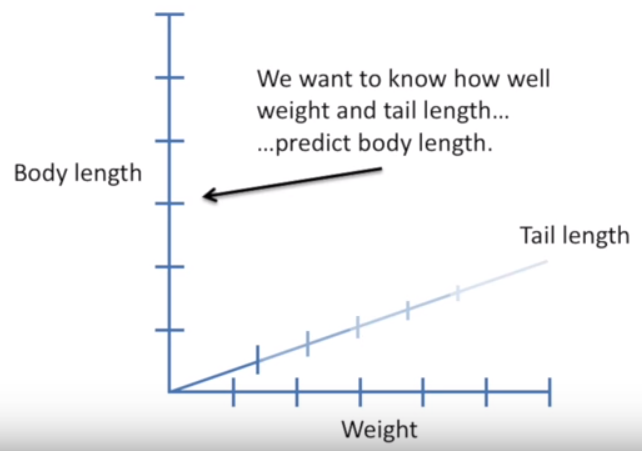 We want to know how well
weight and tail length...
...predict body length.
Body length
Tail length
Weight